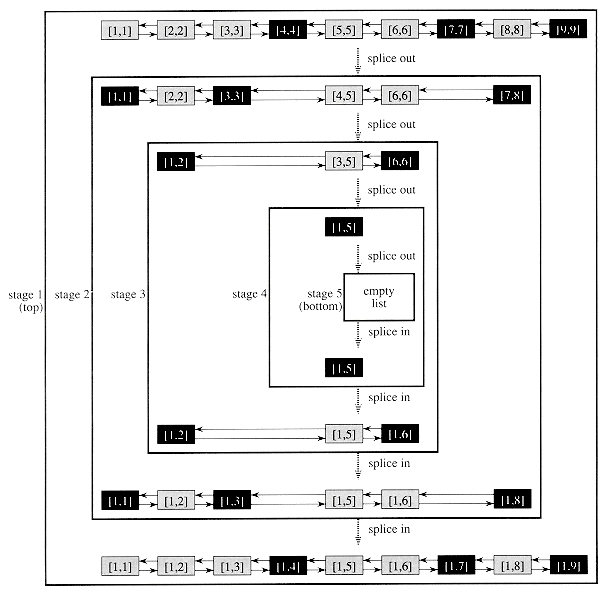 [1,1] [2,2] [3,3] [4,4] [5,5] [6,6] [7,7] [8,8] [9,9]
splice out
[1,1] [2,2] [3,3] [4,5] [6,6] [7,8]
splice out
[1,2] [3,5] [6,6]
splice out
[1,5]
splice out
stage 1
(top)
stage 2
stage 3
stage 4
stage 5
(bottom)
empty
list
splice in
[1,5]
splice in
[1,2] [1,5] [1,6]
splice in
[1,1] [1,2] [1,3] [1,5] [1,6] [1,8]
splice in
[1,1] [1,2] [1,3] [1,4] [1,5] [1,6] [1,7] [1,8] [1,9]